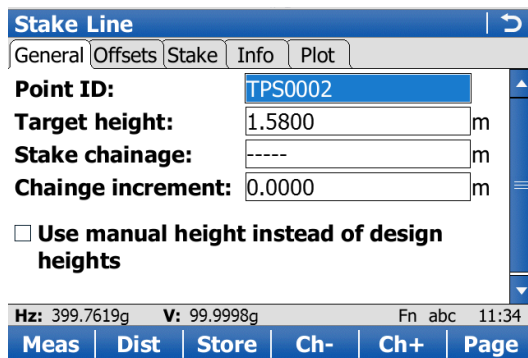 Stake Line
General Offsets Stake Info Plot
Point ID: TPS0002
Target height: 1.5800 m
Stake chainage: ----- m
Chainge increment: 0.0000 m
Use manual height instead of design
heights
Hz: 399.7619g V: 99.9998g Fn abc 11:34
Meas Dist Store Ch- Ch+ Page